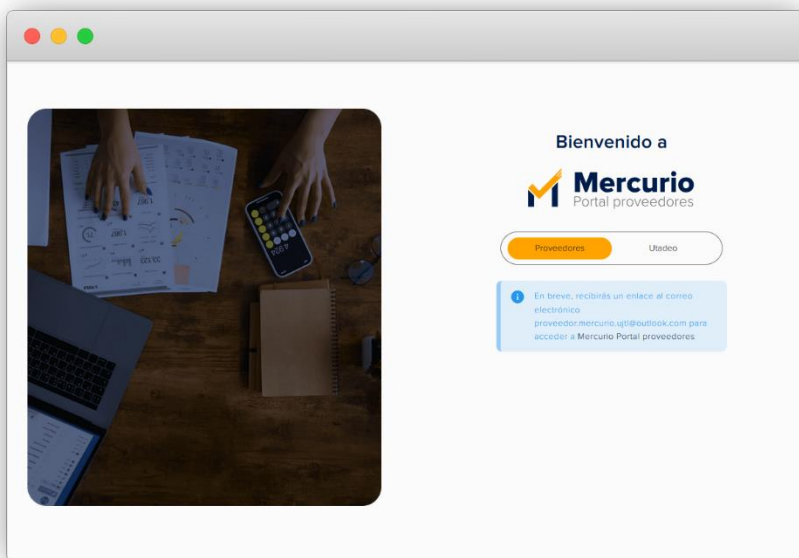 Bienvenido a
Mercurio
Portal proveedores
Proveedores
Utadeo
En breve, recibirás un enlace al correo
electrónico
proveedor.mercurio.ujtl@outlook.com para
acceder a Mercurio Portal proveedores